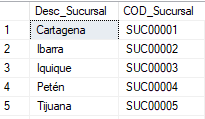 Desc_Sucursal COD_Sucursal
1 Cartagena SUC00001
2 Ibarra SUC00002
3 Iquique SUC00003
4 Petén SUC00004
5 Tijuana SUC00005